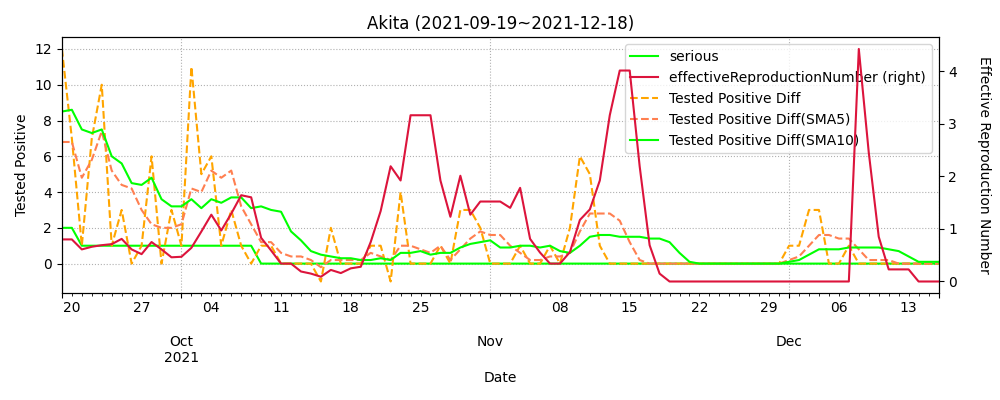 Akita (2021-09-19~2021-12-18)
serious
effectiveReproductionNumber (right)
Tested Positive Diff
Tested Positive Diff(SMA5)
Tested Positive Diff(SMA10)
Tested Positive
12
10
8
6
4
2
0
4
3
2
1
0
Effective Reproduction Number
20 27 04 11 18 25 08 15 22 29 06 13
Oct Nov Dec
2021
Date